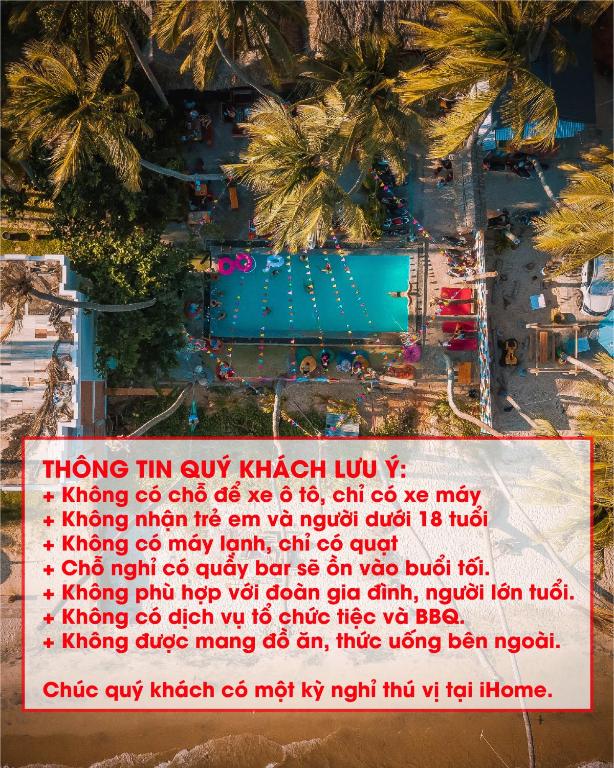 THÔNG TIN QUÝ KHÁCH LƯU Ý:
+ Không có chỗ để xe ô tô, chỉ có xe máy
+ Không nhận trẻ em và người dưới 18 tuổi
+ Không có máy lạnh, chỉ có quạt
+ Chỗ nghỉ có quầy bar sẽ ồn vào buổi tối.
+ Không phù hợp với đoàn gia đình, người lớn tuổi.
+ Không có dịch vụ tổ chức tiệc và BBQ.
+ Không được mang đồ ăn, thức uống bên ngoài.
Chúc quý khách có một kỳ nghỉ thú vị tại iHome.